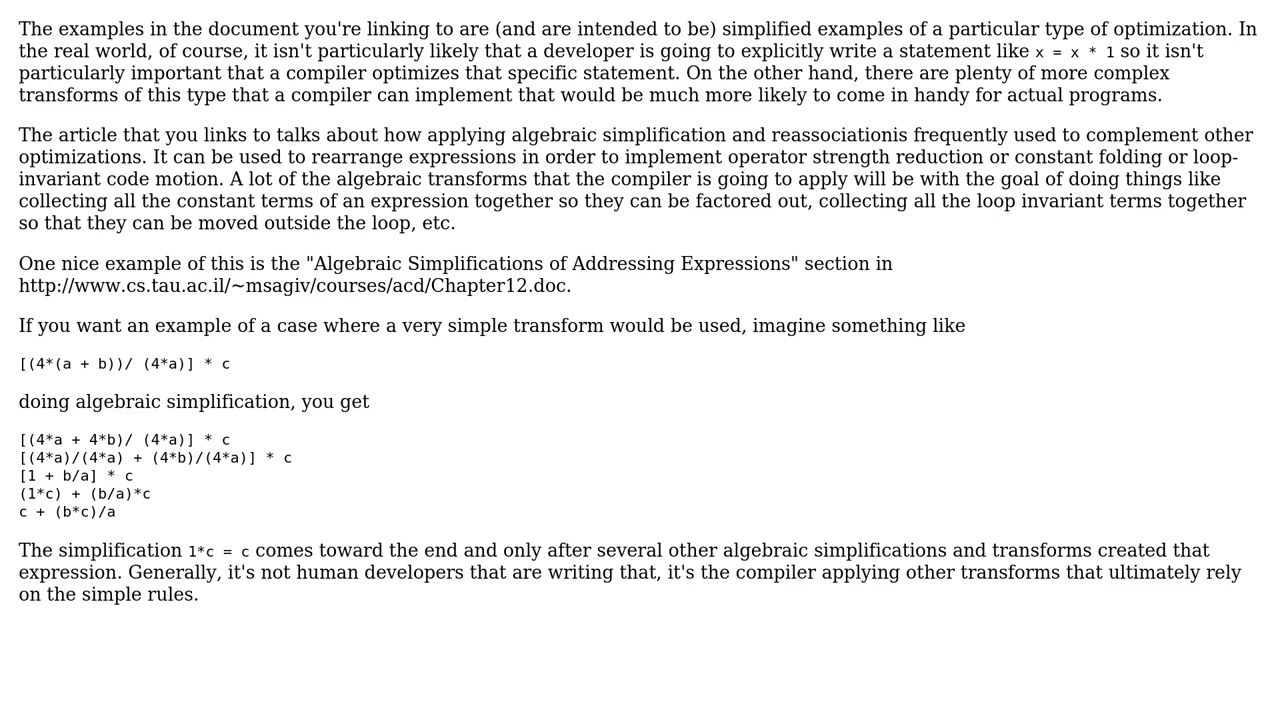 The examples in the document you're linking to are (and are intended to be) simplified examples of a particular type of optimization. In
the real world, of course, it isn't particularly likely that a developer is going to explicitly write a statement like x = x * 1 so it isn't
particularly important that a compiler optimizes that specific statement. On the other hand, there are plenty of more complex
transforms of this type that a compiler can implement that would be much more likely to come in handy for actual programs.
The article that you links to talks about how applying algebraic simplification and reassociationis frequently used to complement other
optimizations. It can be used to rearrange expressions in order to implement operator strength reduction or constant folding or loop-
invariant code motion. A lot of the algebraic transforms that the compiler is going to apply will be with the goal of doing things like
collecting all the constant terms of an expression together so they can be factored out, collecting all the loop invariant terms together
so that they can be moved outside the loop, etc.
One nice example of this is the "Algebraic Simplifications of Addressing Expressions" section in
http://www.cs.tau.ac.il/~msagiv/courses/acd/Chapter12.doc.
If you want an example of a case where a very simple transform would be used, imagine something like
[(4*(a + b))/ (4*a)] * c
doing algebraic simplification, you get
[(4*a + 4*b)/ (4*a)] * c
[(4*a)/(4*a) + (4*b)/(4*a)] * c
[1 + b/a] * c
(1*c) + (b/a)*c
c + (b*c)/a
The simplification 1*c = c comes toward the end and only after several other algebraic simplifications and transforms created that
expression. Generally, it's not human developers that are writing that, it's the compiler applying other transforms that ultimately rely
on the simple rules.